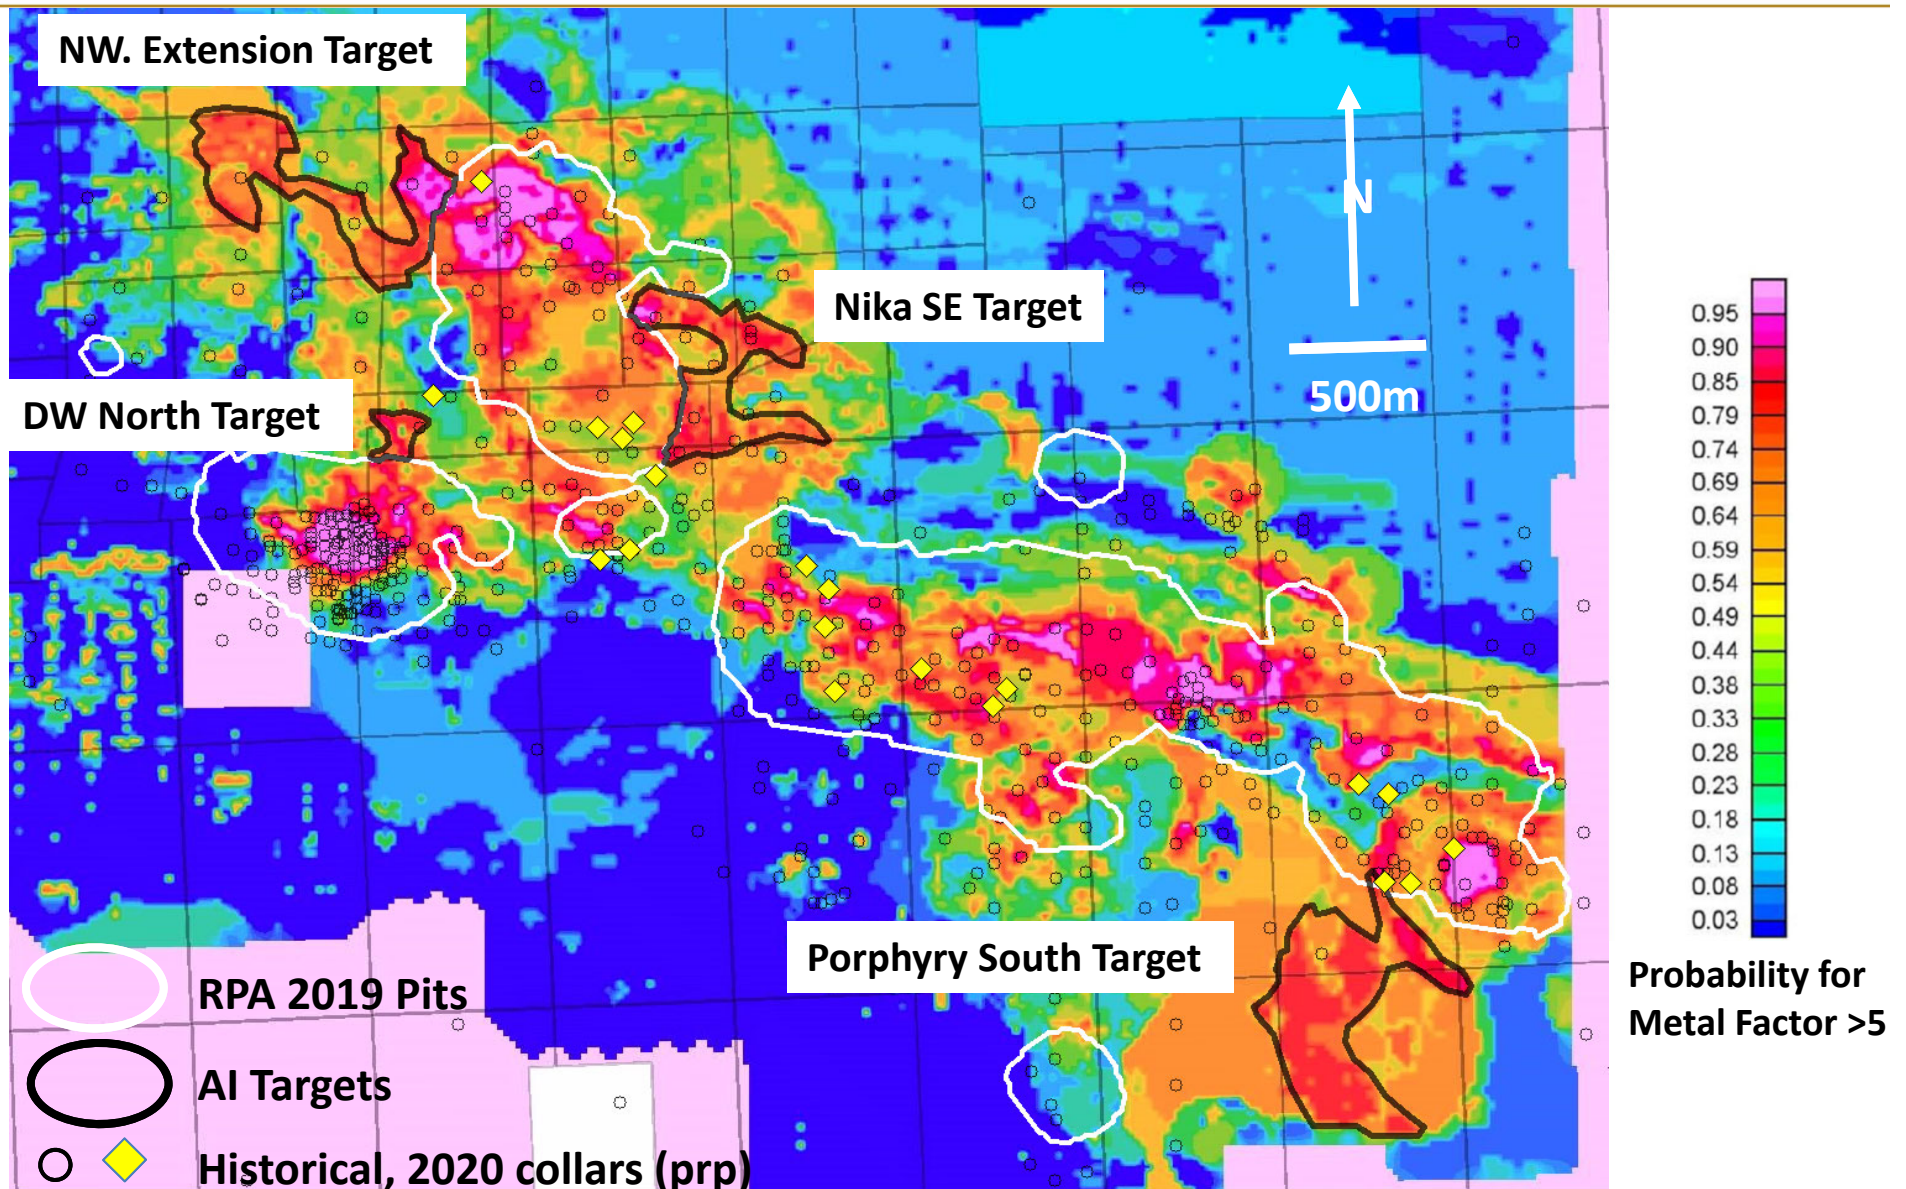 NW. Extension Target
N
Nika SE Target
500m
DW North Target
Porphyry South Target
RPA 2019 Pits
AI Targets
Historical, 2020 collars (prp)
0.95
0.90
0.85
0.79
0.74
0.69
0.64
0.59
0.54
0.49
0.44
0.38
0.33
0.28
0.23
0.18
0.13
0.08
0.03
Probability for
Metal Factor >5